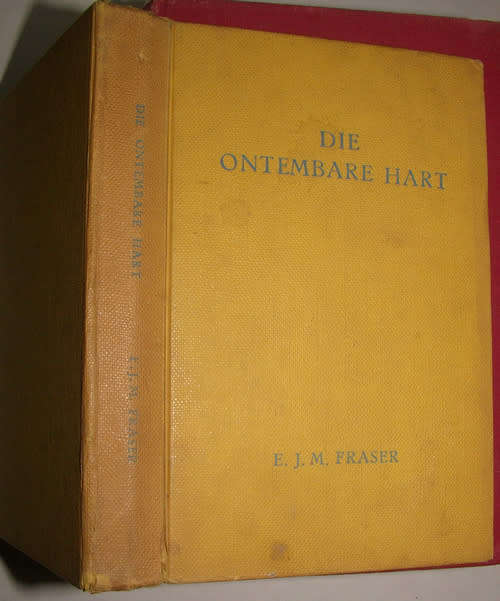 DIE ONTEMBARE HART
E. J. M. FRASER
DIE
ONTEMBARE HART
E. J. M. FRASER